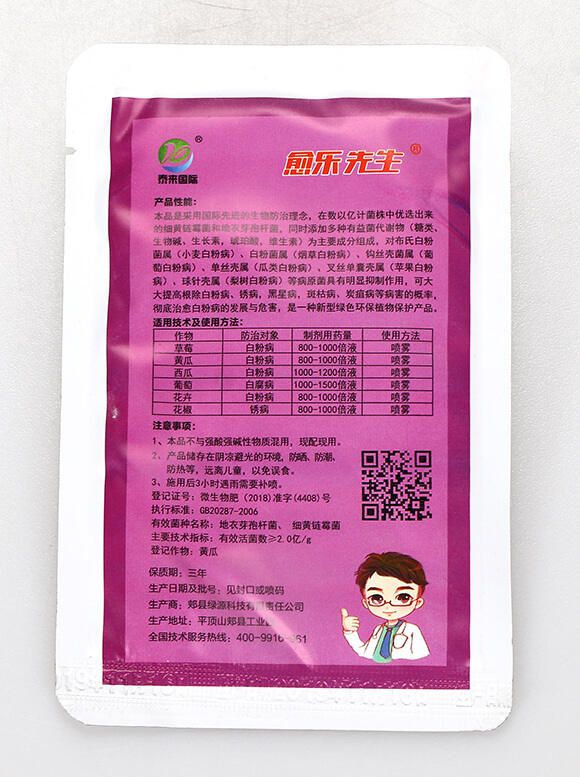 泰来国际
®
愈乐先生®
产品性能:
本品是采用国际先进的生物防治理念,在数以亿计菌株中优选出来
的细黄链霉菌和地衣芽孢杆菌,同时添加多种有益菌代谢物(糖类、
生物碱、生长素,琥珀酸,维生素)为主要成分组成,对布氏白粉
菌属(小麦白粉病)、白粉菌属(烟草白粉病)、钩丝壳菌属(葡
萄白粉病)、单丝壳属(瓜类白粉病)、叉丝单囊壳属(苹果白粉
病)、球针壳属(梨树白粉病)等病原菌具有明显抑制作用,可大
大提高根除白粉病、锈病,黑星病,斑枯病、炭疽病等病害的概率,
彻底治愈白粉病的发展与危害,是一种新型绿色环保植物保护产品。
适用技术及使用方法:
作物 防治对象 制剂用药量 使用方法
草莓 白粉病 800-1000倍液 喷雾
黄瓜 白粉病 800-1000倍液 喷雾
西瓜 白粉病 1000-1200倍液 喷雾
葡萄 白腐病 1000-1500倍液 喷雾
花卉 白粉病 800-1000倍液 喷雾
花椒 锈病 800-1000倍液 喷雾
注意事项:
1、本品不与强酸强碱性物质混用,现配现用。
2、产品储存在阴凉避光的环境,防晒、防潮、
防热等,远离儿童,以免误食。
3、施用后3小时遇雨需要补喷。
登记证号:微生物肥(2018)准字(4408)号
执行标准:GB20287-2006
有效菌种名称:地衣芽孢杆菌、 细黄链霉菌
主要技术指标:有效活菌数≥2.0亿/g
登记作物:黄瓜
保质期:三年
生产日期及批号:见封口或喷码
生产商:郏县绿源科技有限责任公司
生产地址:平顶山郏县工业园
全国技术服务热线:400-9916-661